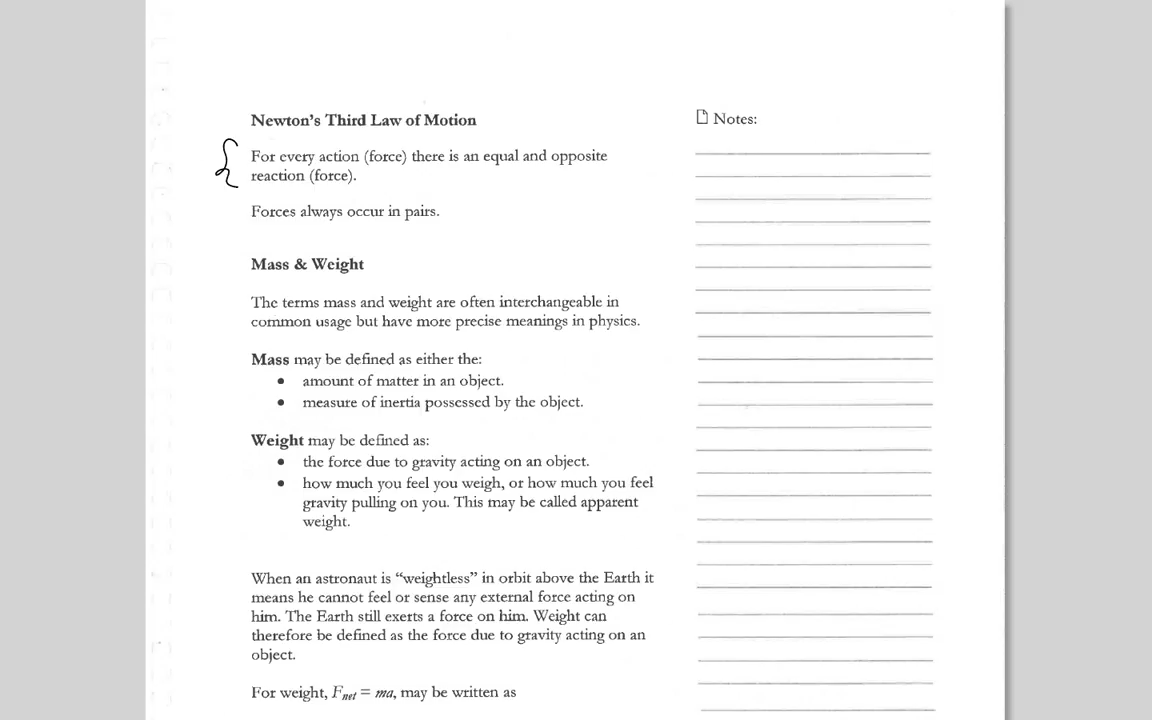 Newton's Third Law of Motion
Notes:
For every action (force) there is an equal and opposite
reaction (force).
Forces always occur in pairs.
Mass & Weight
The terms mass and weight are often interchangeable in
common usage but have more precise meanings in physics.
Mass may be defined as either the:
• amount of matter in an object.
• measure of inertia possessed by the object.
Weight may be defined as:
• the force due to gravity acting on an object.
• how much you feel you weigh, or how much you feel
gravity pulling on you. This may be called apparent
weight.
When an astronaut is “weightless” in orbit above the Earth it
means he cannot feel or sense any external force acting on
him. The Earth still exerts a force on him. Weight can
therefore be defined as the force due to gravity acting on an
object.
For weight, Fnet = ma, may be written as